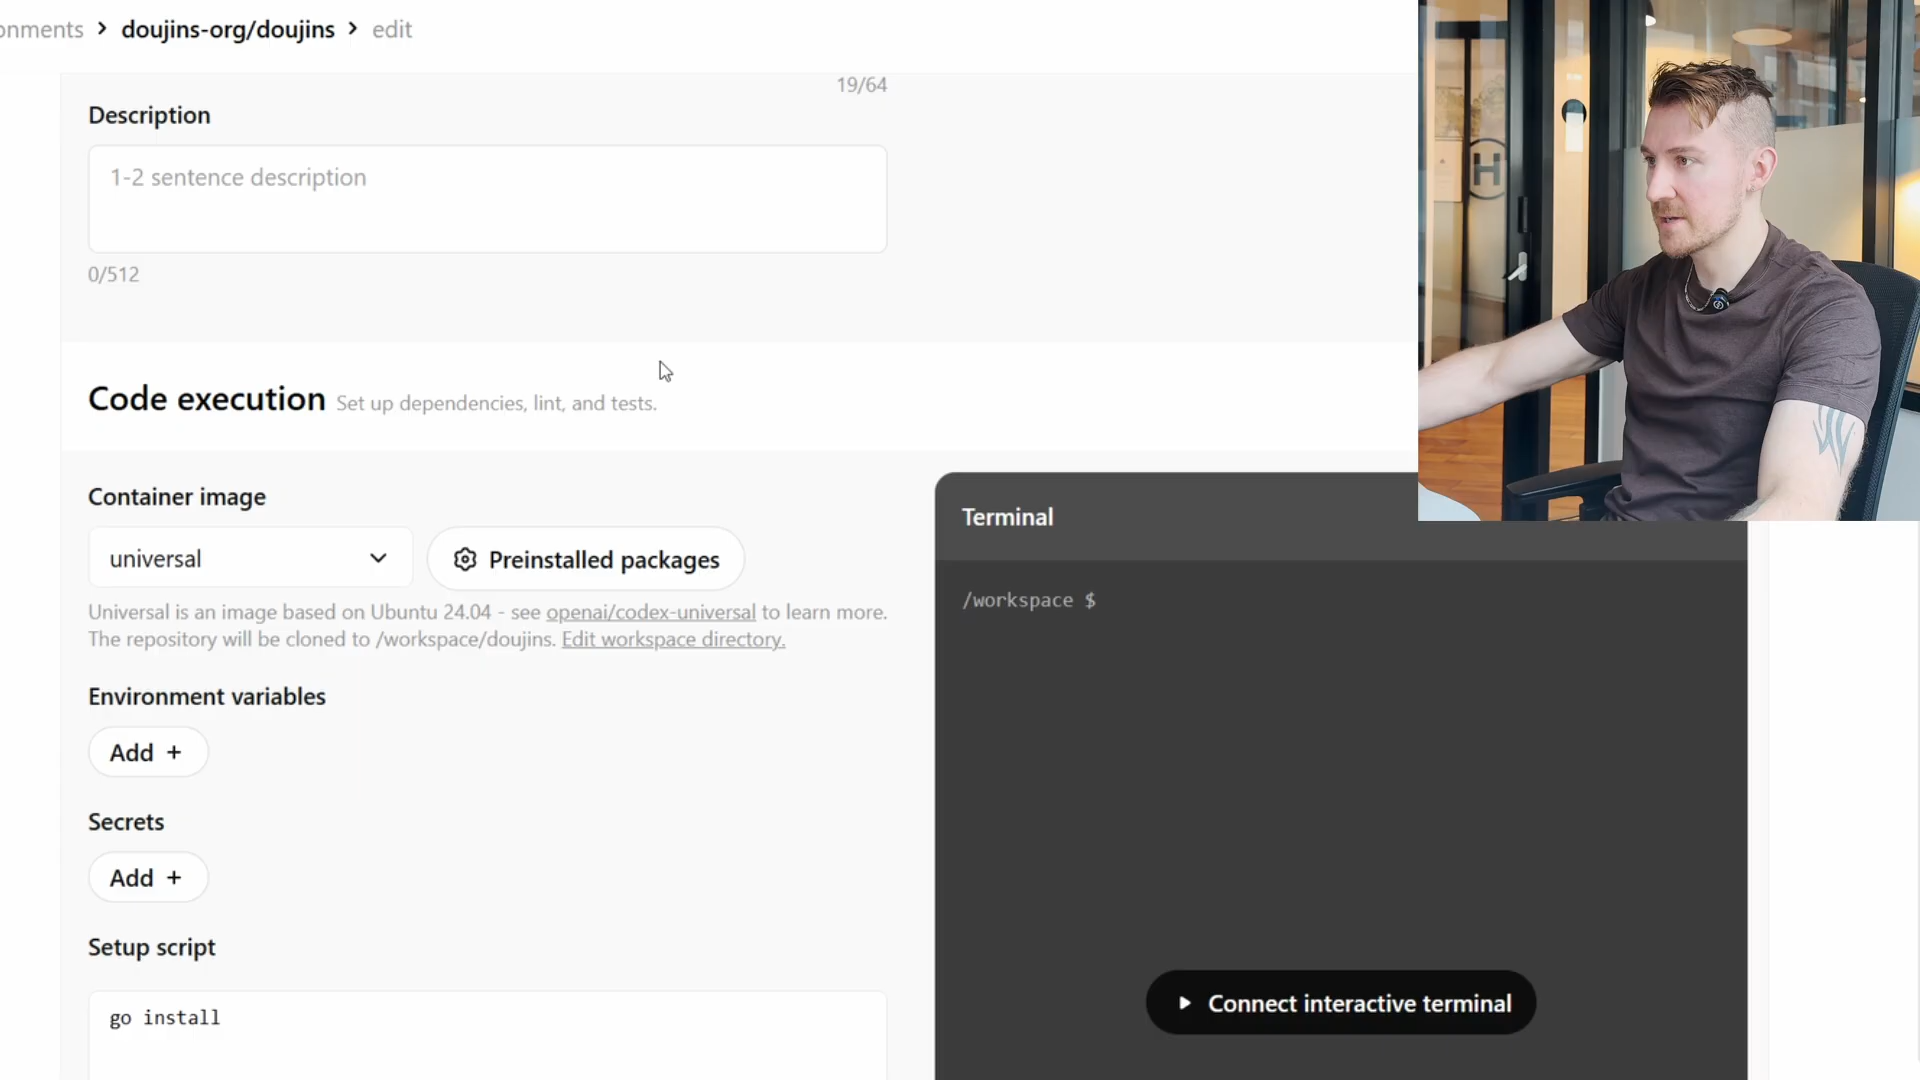 onments > doujins-org/doujins > edit
19/64
Description
1-2 sentence description
0/512
Code execution Set up dependencies, lint, and tests.
Container image
universal
Preinstalled packages
Universal is an image based on Ubuntu 24.04 - see openai/codex-universal to learn more.
The repository will be cloned to /workspace/doujins. Edit workspace directory.
Environment variables
Add +
Secrets
Add +
Setup script
go install
Terminal
/workspace $
Connect interactive terminal
H